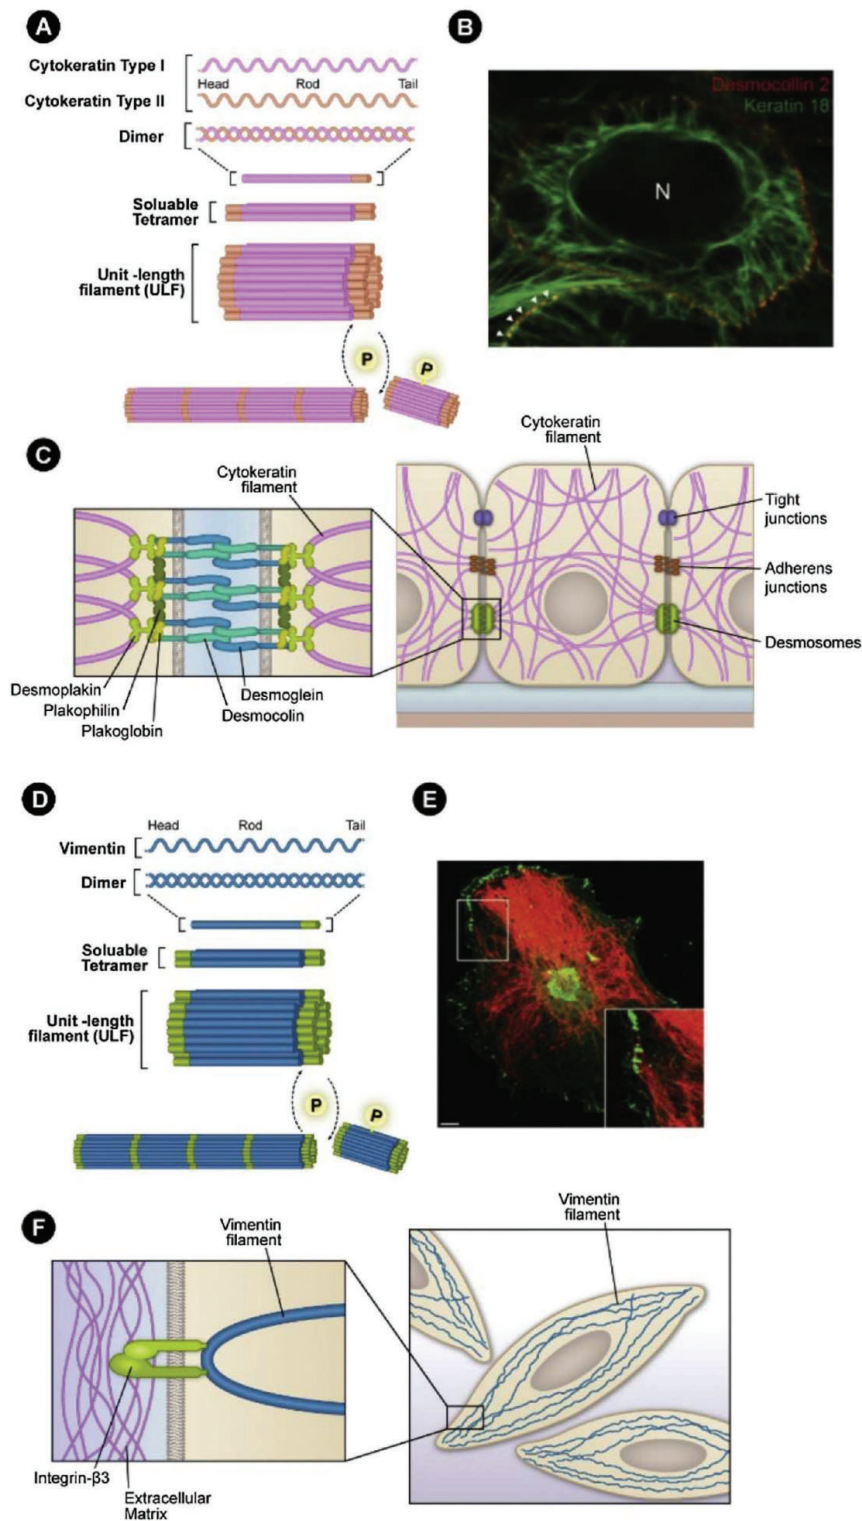 A
Cytokeratin Type I
Head Rod Tail
Cytokeratin Type II
Dimer
Soluable
Tetramer
Unit -length
filament (ULF)
P
P
B
Desmocollin 2
Keratin 18
N
C
Cytokeratin
filament
Cytokeratin
filament
Tight
junctions
Adherens
junctions
Desmosomes
Desmoplakin
Plakophilin
Plakoglobin
Desmoglein
Desmocolin
D
Head Rod Tail
Vimentin
Dimer
Soluable
Tetramer
Unit -length
filament (ULF)
P
P
E
F
Vimentin
filament
Vimentin
filament
Integrin-β3
Extracellular
Matrix